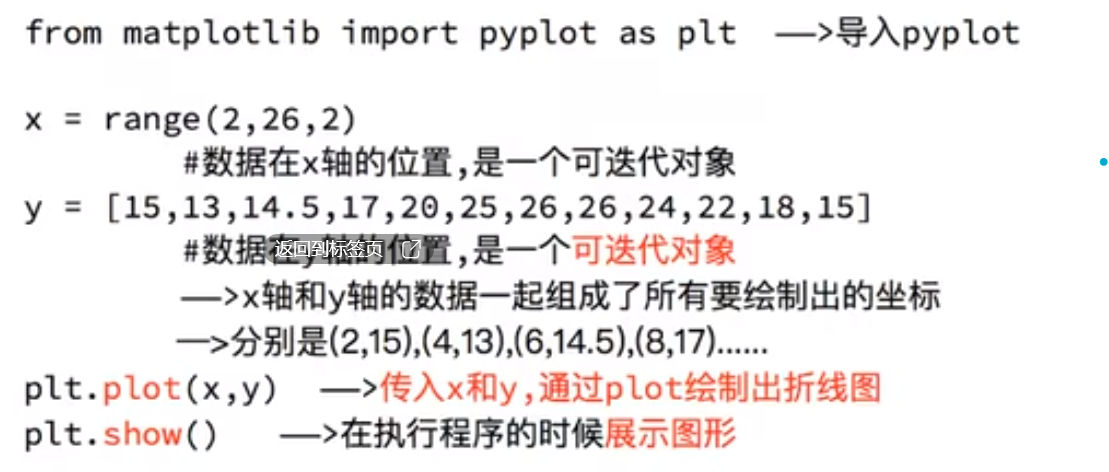 from matplotlib import pyplot as plt ——>导入pyplot
x = range(2,26,2)
#数据在x轴的位置,是一个可迭代对象
y = [15,13,14.5,17,20,25,26,26,24,22,18,15]
#数据在y轴的位置,是一个可迭代对象
返回到标签页
——>x轴和y轴的数据一起组成了所有要绘制出的坐标
——>分别是(2,15),(4,13),(6,14.5),(8,17)......
plt.plot(x,y) ——>传入x和y,通过plot绘制出折线图
plt.show() ——>在执行程序的时候展示图形